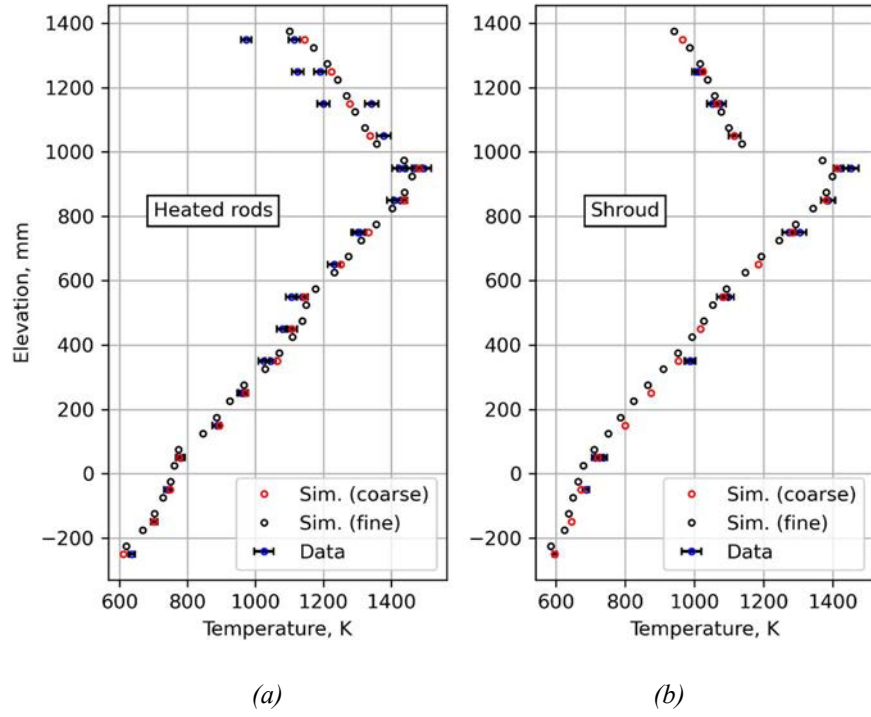 1400
1200
1000
800
600
400
200
0
−200
Elevation, mm
Heated rods
Sim. (coarse)
Sim. (fine)
Data
600 800 1000 1200 1400
Temperature, K
(a)
1400
1200
1000
800
600
400
200
0
−200
Shroud
Sim. (coarse)
Sim. (fine)
Data
600 800 1000 1200 1400
Temperature, K
(b)